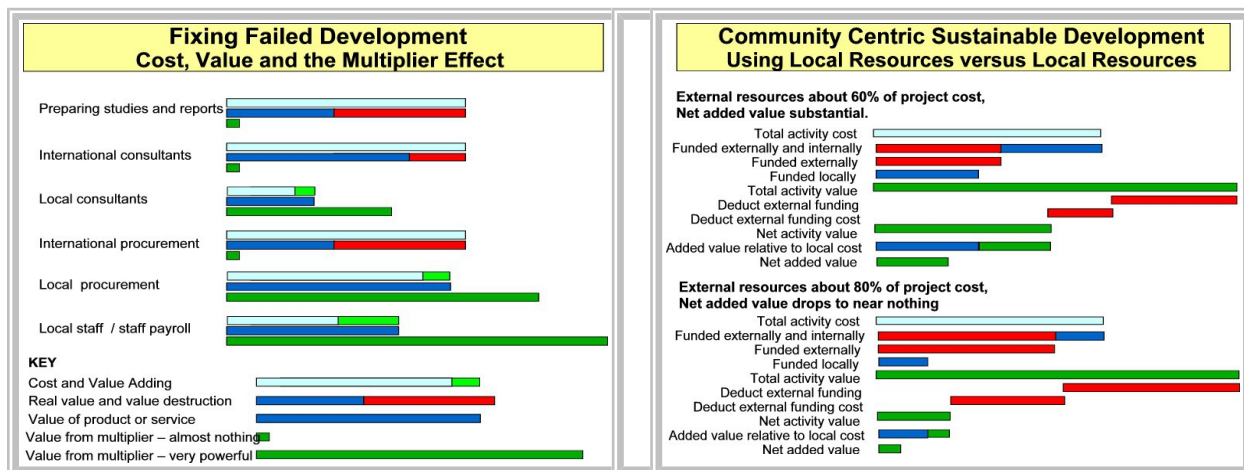 Fixing Failed Development
Cost, Value and the Multiplier Effect
Preparing studies and reports
International consultants
Local consultants
International procurement
Local procurement
Local staff / staff payroll
KEY
Cost and Value Adding
Real value and value destruction
Value of product or service
Value from multiplier – almost nothing
Value from multiplier – very powerful
Community Centric Sustainable Development
Using Local Resources versus Local Resources
External resources about 60% of project cost,
Net added value substantial.
Total activity cost
Funded externally and internally
Funded externally
Funded locally
Total activity value
Deduct external funding
Deduct external funding cost
Net activity value
Added value relative to local cost
Net added value
External resources about 80% of project cost,
Net added value drops to near nothing
Total activity cost
Funded externally and internally
Funded externally
Funded locally
Total activity value
Deduct external funding
Deduct external funding cost
Net activity value
Added value relative to local cost
Net added value